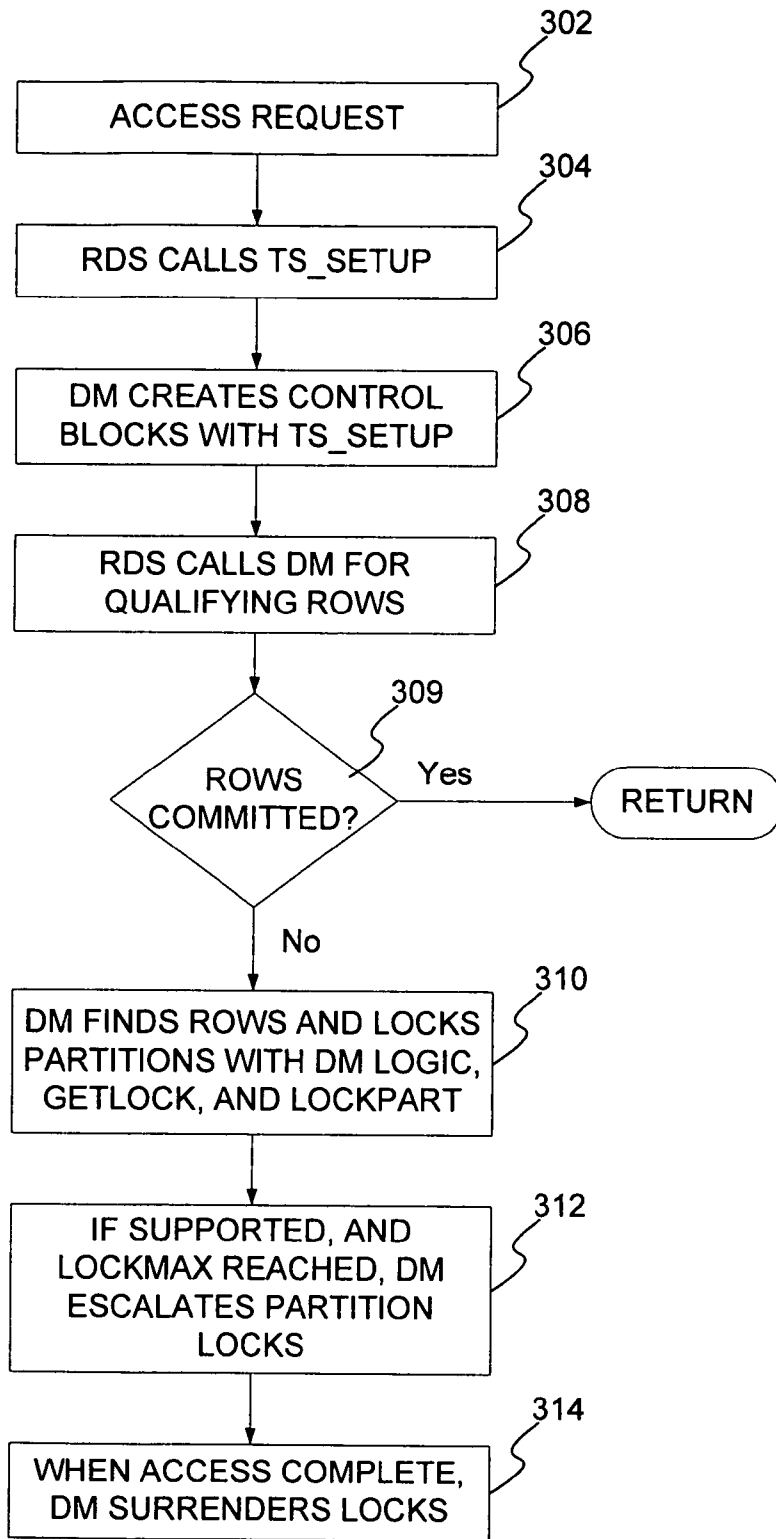 302
ACCESS REQUEST
304
RDS CALLS TS_SETUP
306
DM CREATES CONTROL
BLOCKS WITH TS_SETUP
308
RDS CALLS DM FOR
QUALIFYING ROWS
309
ROWS
COMMITTED?
Yes
RETURN
No
310
DM FINDS ROWS AND LOCKS
PARTITIONS WITH DM LOGIC,
GETLOCK, AND LOCKPART
312
IF SUPPORTED, AND
LOCKMAX REACHED, DM
ESCALATES PARTITION
LOCKS
314
WHEN ACCESS COMPLETE,
DM SURRENDERS LOCKS